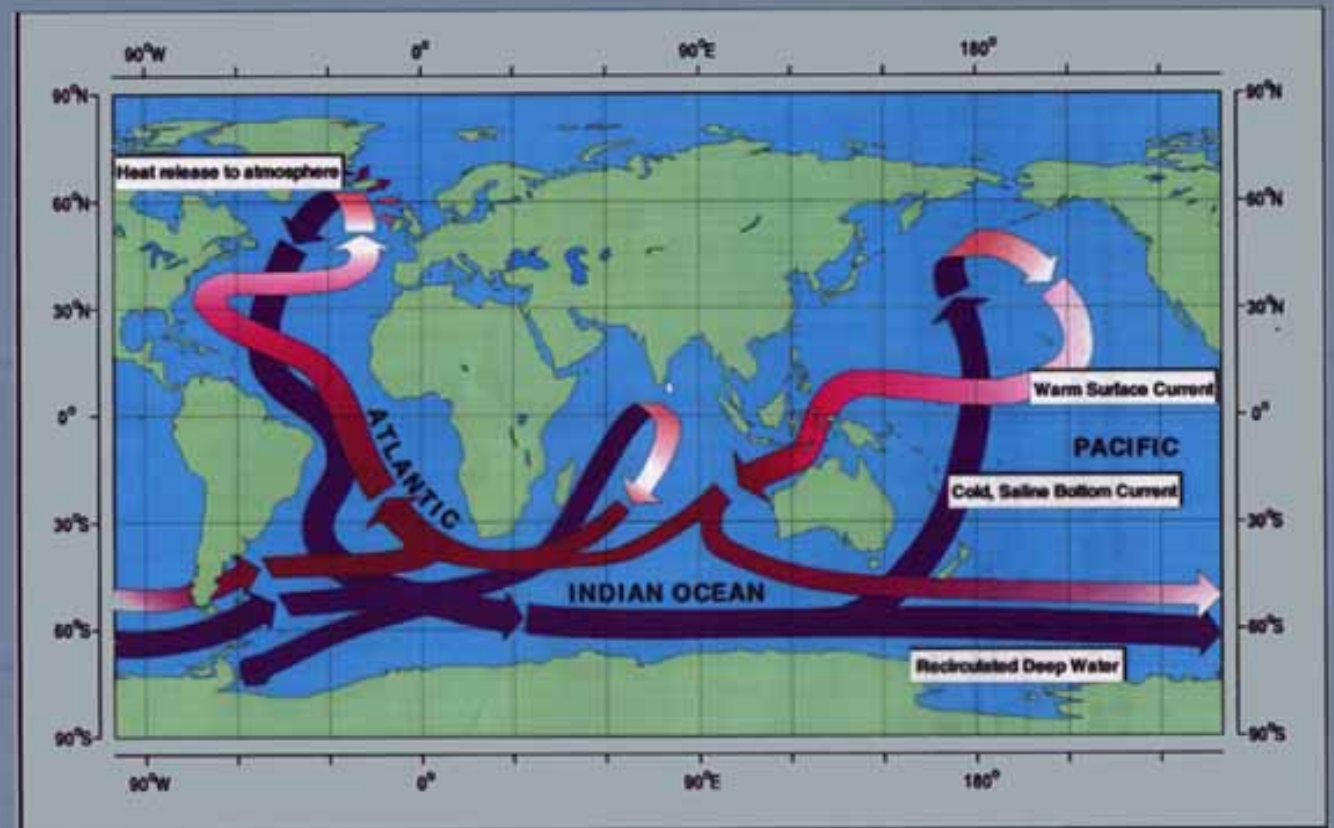 90°W 0° 90°E 180°
90°N 90°N
Heat release to atmosphere
60°N 60°N
30°N 30°N
Warm Surface Current
0° 0°
ATLANTIC
PACIFIC
Cold, Saline Bottom Current
30°S 30°S
INDIAN OCEAN
60°S 60°S
Recirculated Deep Water
90°S 90°S
90°W 0° 90°E 180°